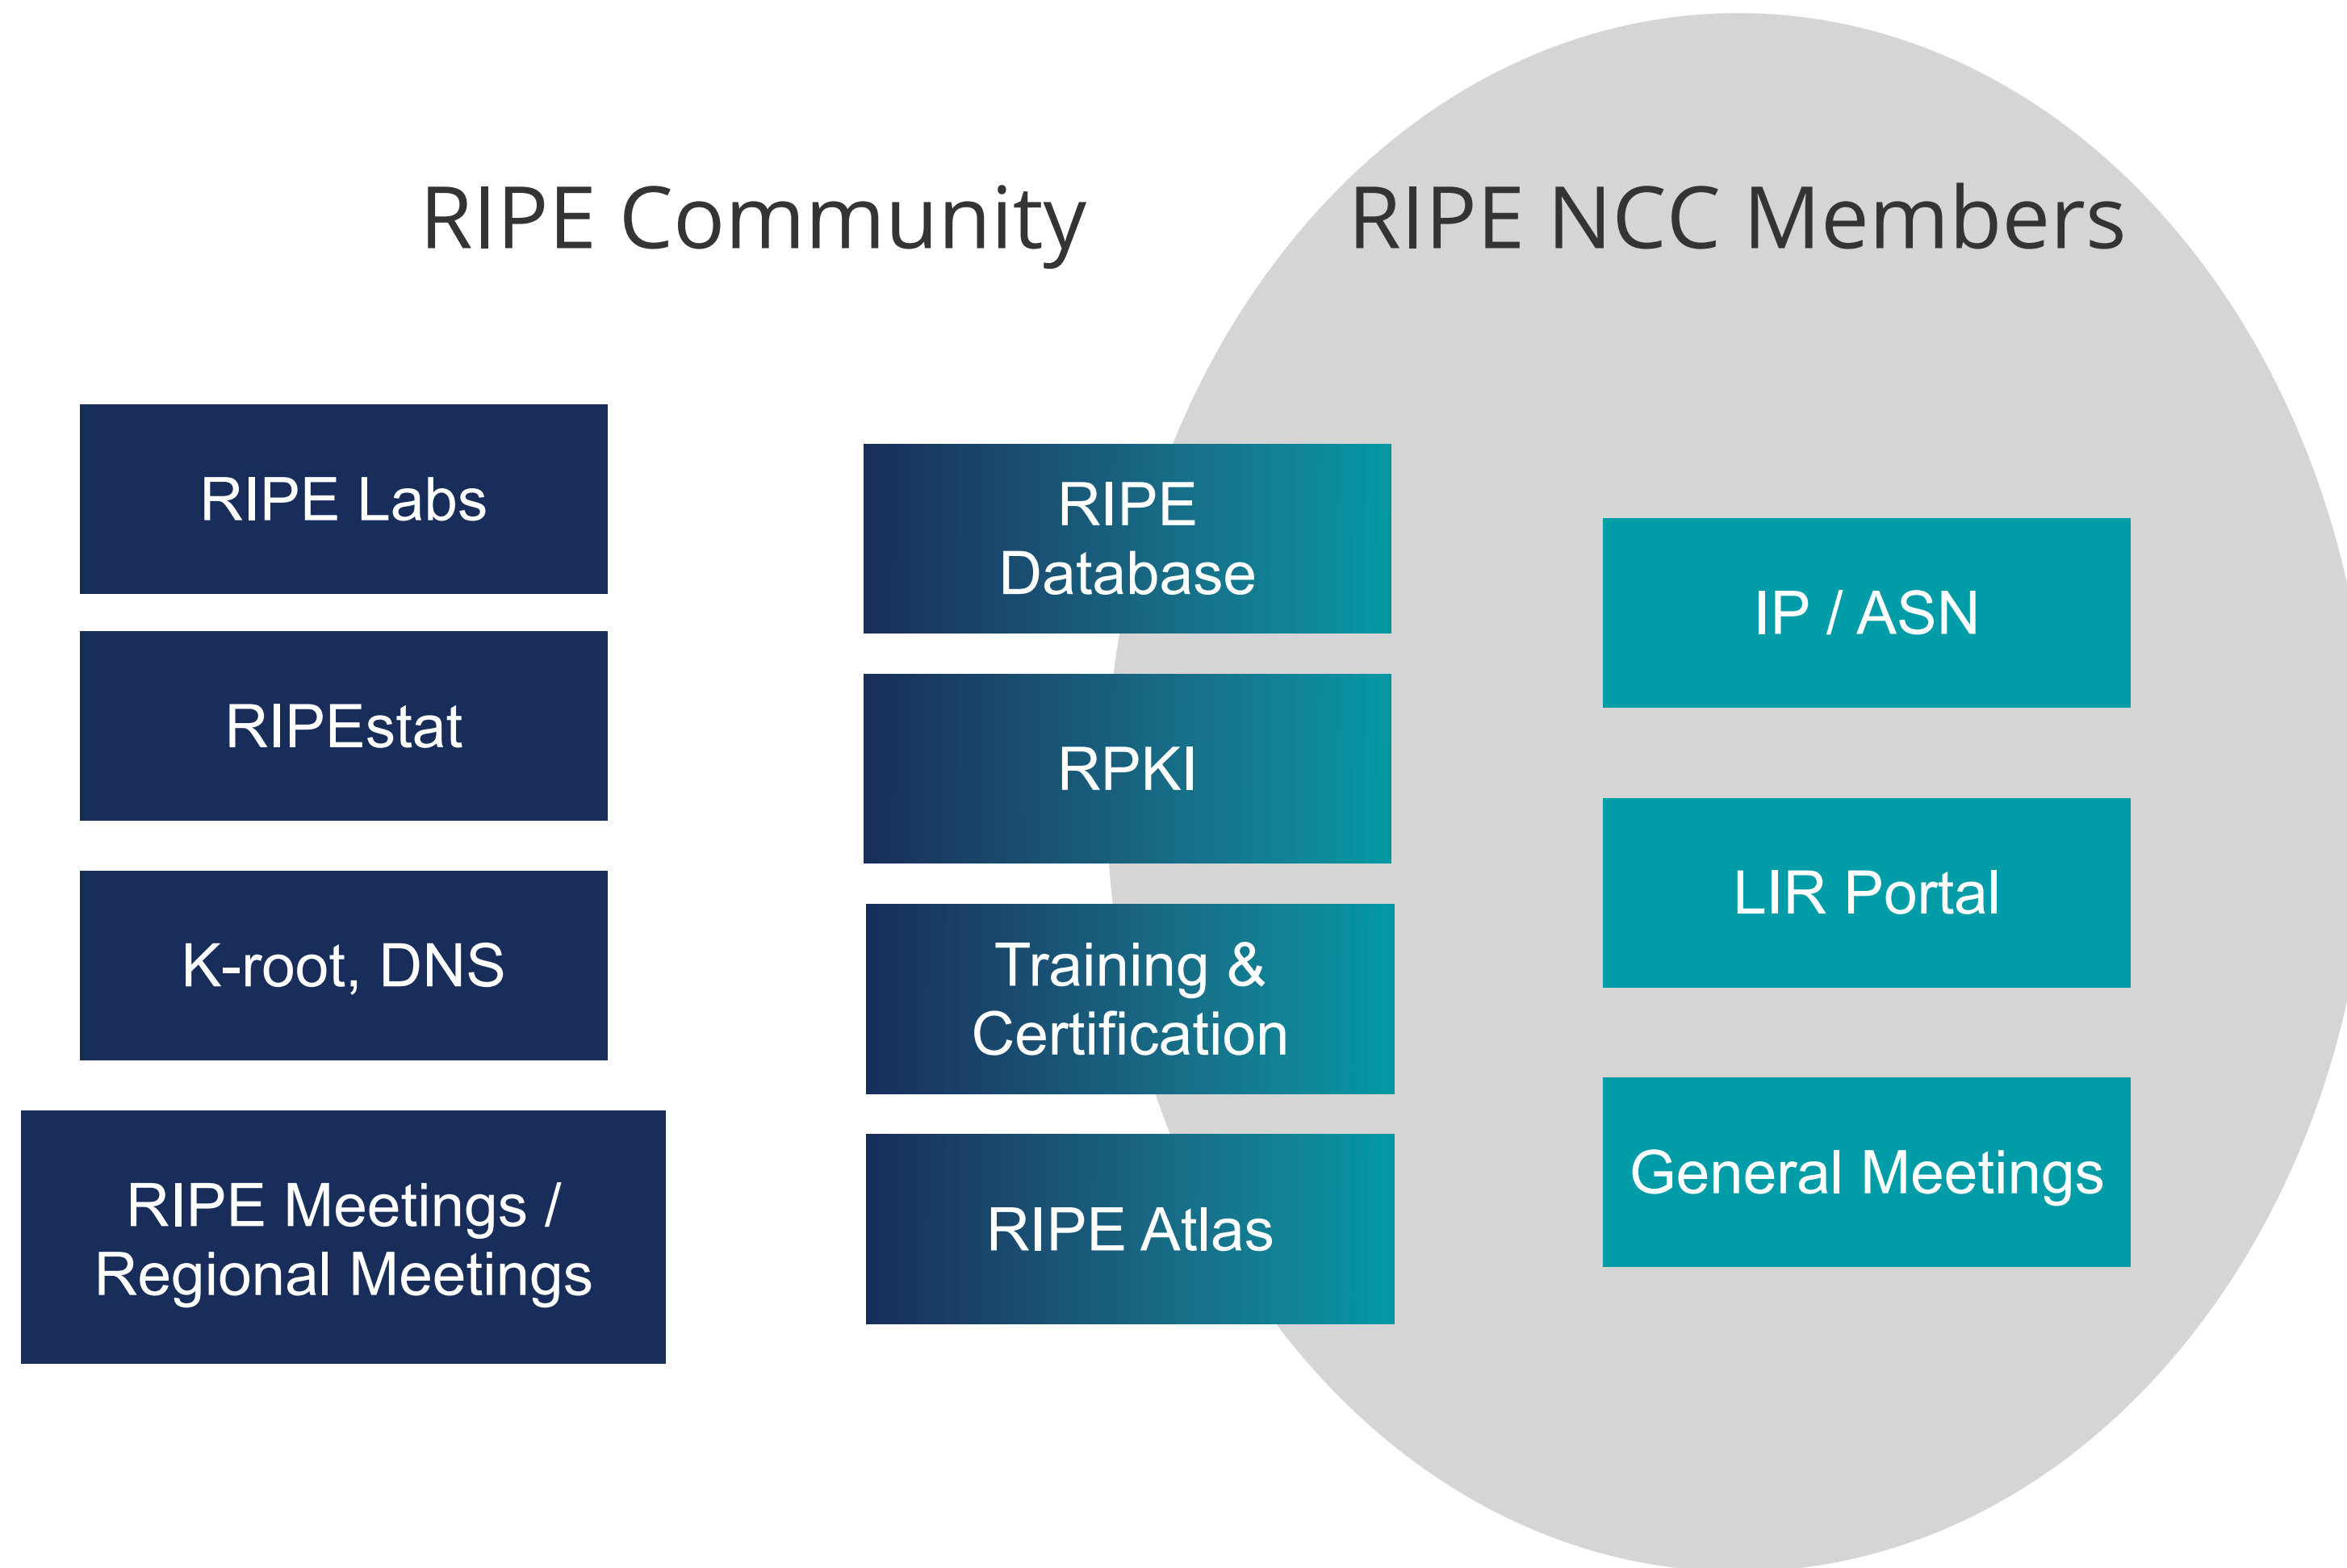 RIPE Community
RIPE NCC Members
RIPE Labs
RIPEstat
K-root, DNS
RIPE Meetings /
Regional Meetings
RIPE
Database
RPKI
Training &
Certification
RIPE Atlas
IP / ASN
LIR Portal
General Meetings